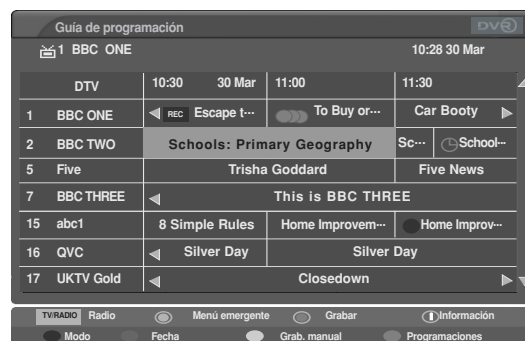 Guía de programación DVR
1 BBC ONE 10:28 30 Mar
DTV 10:30 30 Mar 11:00 11:30
1 BBC ONE REC Escape t··· To Buy or··· Car Booty
2 BBC TWO Schools: Primary Geography Sc··· School···
5 Five Trisha Goddard Five News
7 BBC THREE This is BBC THREE
15 abc1 8 Simple Rules Home Improvem··· Home Improv···
16 QVC Silver Day Silver Day
17 UKTV Gold Closedown
TV/RADIO Radio Menú emergente Grabar Información
Modo Fecha Grab. manual Programaciones